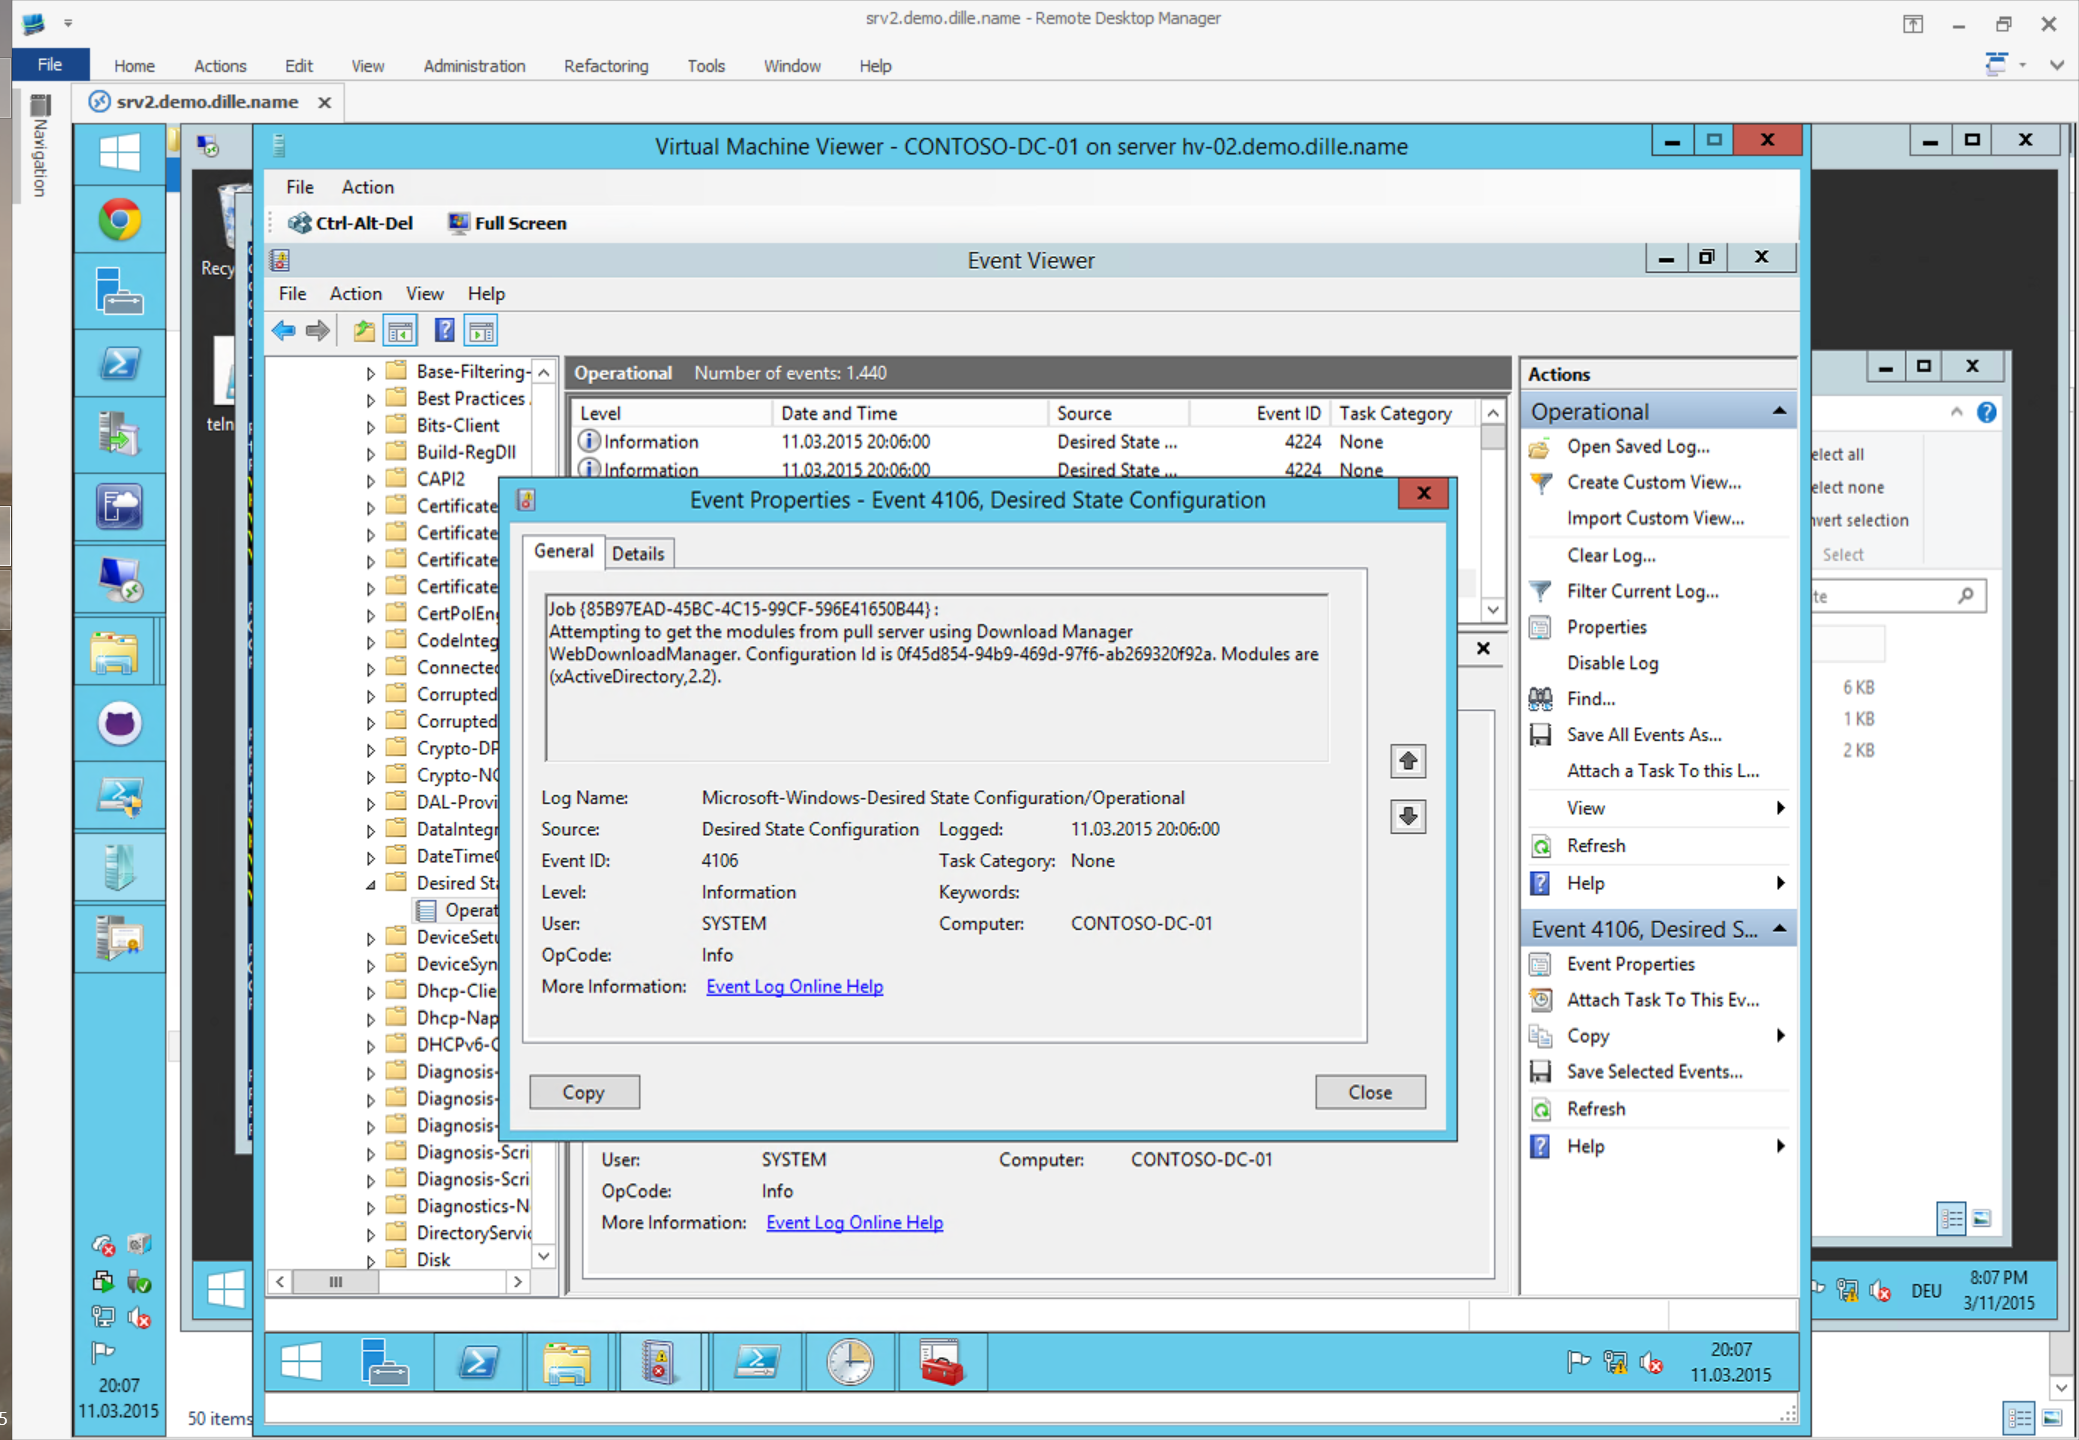 srv2.demo.dille.name - Remote Desktop Manager
File Home Actions Edit View Administration Refactoring Tools Window Help
srv2.demo.dille.name
Navigation
Virtual Machine Viewer - CONTOSO-DC-01 on server hv-02.demo.dille.name
File Action
Ctrl-Alt-Del Full Screen
Recy
teln
Event Viewer
File Action View Help
Base-Filtering-
Best Practices
Bits-Client
Build-RegDll
CAPI2
Certificate
Certificate
Certificate
Certificate
CertPolEn
CodeInteg
Connected
Corrupted
Corrupted
Crypto-DP
Crypto-NC
DAL-Provi
DataIntegr
DateTime
Desired Sta
Operat
DeviceSetu
DeviceSyn
Dhcp-Clie
Dhcp-Nap
DHCPv6-C
Diagnosis-
Diagnosis-
Diagnosis-
Diagnosis-Scri
Diagnosis-Scri
Diagnostics-N
DirectoryServic
Disk
Operational Number of events: 1.440
Level Date and Time Source Event ID Task Category
Information 11.03.2015 20:06:00 Desired State ... 4224 None
Information 11.03.2015 20:06:00 Desired State ... 4224 None
Event Properties - Event 4106, Desired State Configuration
General Details
Job {85B97EAD-45BC-4C15-99CF-596E41650B44} :
Attempting to get the modules from pull server using Download Manager
WebDownloadManager. Configuration Id is 0f45d854-94b9-469d-97f6-ab269320f92a. Modules are
(xActiveDirectory,2.2).
Log Name: Microsoft-Windows-Desired State Configuration/Operational
Source: Desired State Configuration Logged: 11.03.2015 20:06:00
Event ID: 4106 Task Category: None
Level: Information Keywords:
User: SYSTEM Computer: CONTOSO-DC-01
OpCode: Info
More Information: Event Log Online Help
Copy Close
User: SYSTEM Computer: CONTOSO-DC-01
OpCode: Info
More Information: Event Log Online Help
Actions
Operational
Open Saved Log...
Create Custom View...
Import Custom View...
Clear Log...
Filter Current Log...
Properties
Disable Log
Find...
Save All Events As...
Attach a Task To this L...
View
Refresh
Help
Event 4106, Desired S...
Event Properties
Attach Task To This Ev...
Copy
Save Selected Events...
Refresh
Help
elect all
elect none
nvert selection
Select
te
6 KB
1 KB
2 KB
DEU 8:07 PM
3/11/2015
20:07
11.03.2015
20:07
11.03.2015
50 items